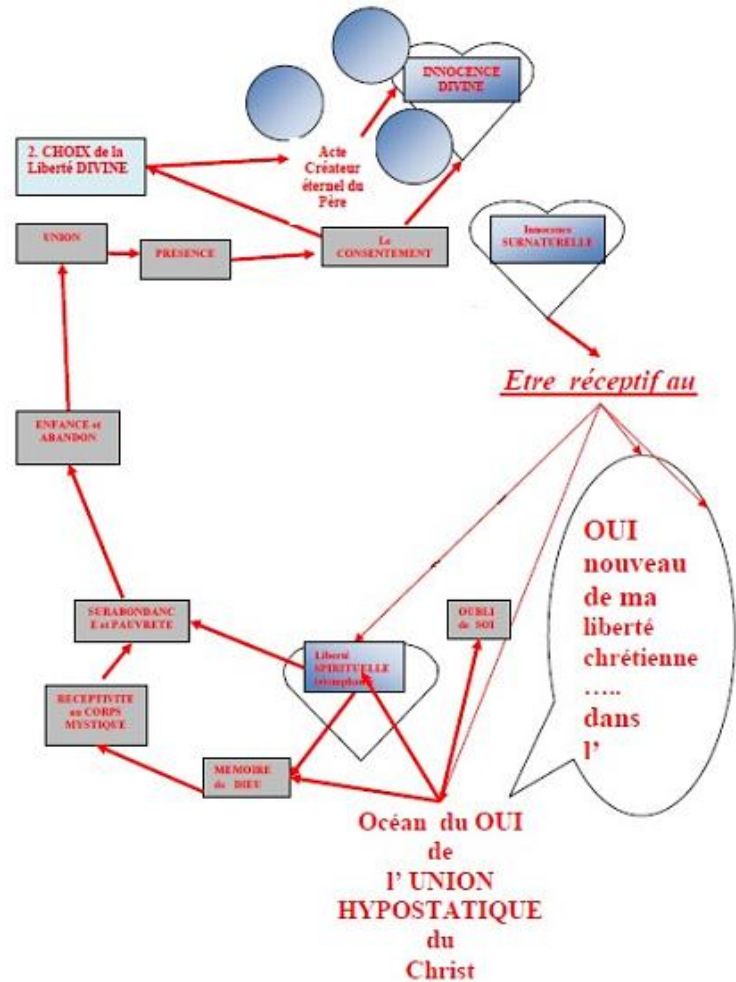 INNOCENCE
DIVINE
2. CHOIX de la
Liberté DIVINE
Acte
Créateur
éternel du
Père
UNION
PRESENCE
Le
CONSENTEMENT
Innocence
SURNATURELLE
Etre réceptif au
ENFANCE et
ABANDON
OUI
nouveau
de ma
liberté
chrétienne
…..
dans
l'
SURABONDANC
E et PAUVRETE
OUBLI
de SOI
Liberté
SPIRITUELLE
RECEPTIVITE
au CORPS
MYSTIQUE
MEMOIRE
de DIEU
Océan du OUI
de
l' UNION
HYPOSTATIQUE
du
Christ